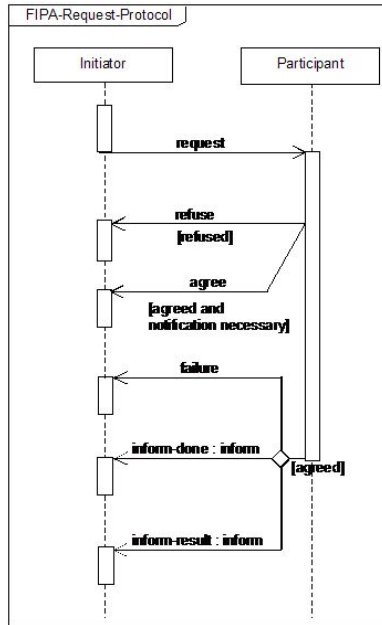 FIPA-Request-Protocol
Initiator
Participant
request
refuse
[refused]
agree
[agreed and
notification necessary]
failure
inform-done : inform
[agreed]
inform-result : inform